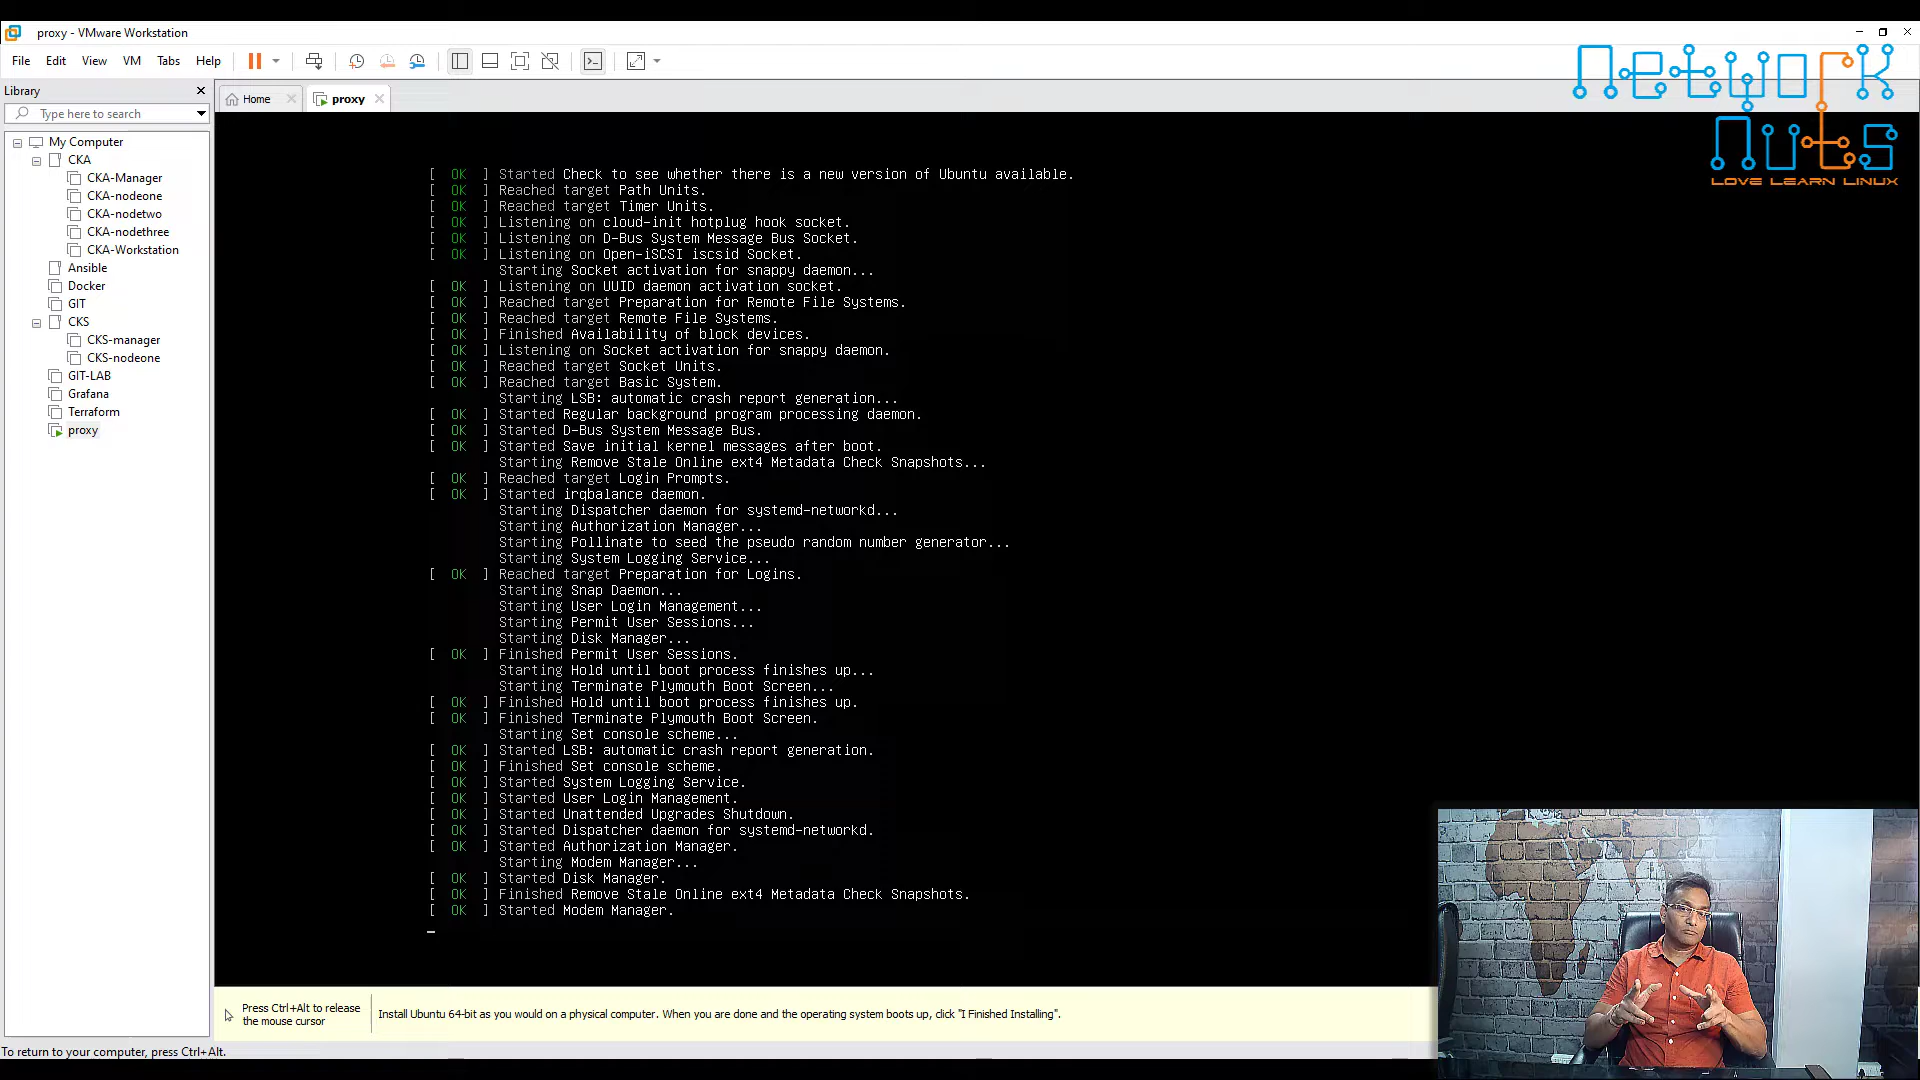 proxy - VMware Workstation
File Edit View VM Tabs Help
Library
Type here to search
My Computer
CKA
CKA-Manager
CKA-nodeone
CKA-nodetwo
CKA-nodethree
CKA-Workstation
Ansible
Docker
GIT
CKS
CKS-manager
CKS-nodeone
GIT-LAB
Grafana
Terraform
proxy
Home proxy
Network
Nuts
LOVE LEARN LINUX
[ OK ] Started Check to see whether there is a new version of Ubuntu available.
[ OK ] Reached target Path Units.
[ OK ] Reached target Timer Units.
[ OK ] Listening on cloud-init hotplug hook socket.
[ OK ] Listening on D-Bus System Message Bus Socket.
[ OK ] Listening on Open-iSCSI iscsid Socket.
Starting Socket activation for snappy daemon...
[ OK ] Listening on UUID daemon activation socket.
[ OK ] Reached target Preparation for Remote File Systems.
[ OK ] Reached target Remote File Systems.
[ OK ] Finished Availability of block devices.
[ OK ] Listening on Socket activation for snappy daemon.
[ OK ] Reached target Socket Units.
[ OK ] Reached target Basic System.
Starting LSB: automatic crash report generation...
[ OK ] Started Regular background program processing daemon.
[ OK ] Started D-Bus System Message Bus.
[ OK ] Started Save initial kernel messages after boot.
Starting Remove Stale Online ext4 Metadata Check Snapshots...
[ OK ] Reached target Login Prompts.
[ OK ] Started irqbalance daemon.
Starting Dispatcher daemon for systemd-networkd...
Starting Authorization Manager...
Starting Pollinate to seed the pseudo random number generator...
Starting System Logging Service...
[ OK ] Reached target Preparation for Logins.
Starting Snap Daemon...
Starting User Login Management...
Starting Permit User Sessions...
Starting Disk Manager...
[ OK ] Finished Permit User Sessions.
Starting Hold until boot process finishes up...
Starting Terminate Plymouth Boot Screen...
[ OK ] Finished Hold until boot process finishes up.
[ OK ] Finished Terminate Plymouth Boot Screen.
Starting Set console scheme...
[ OK ] Started LSB: automatic crash report generation.
[ OK ] Finished Set console scheme.
[ OK ] Started System Logging Service.
[ OK ] Started User Login Management.
[ OK ] Started Unattended Upgrades Shutdown.
[ OK ] Started Dispatcher daemon for systemd-networkd.
[ OK ] Started Authorization Manager.
Starting Modem Manager...
[ OK ] Started Disk Manager.
[ OK ] Finished Remove Stale Online ext4 Metadata Check Snapshots.
[ OK ] Started Modem Manager.
Press Ctrl+Alt to release
the mouse cursor
Install Ubuntu 64-bit as you would on a physical computer. When you are done and the operating system boots up, click "I Finished Installing".
To return to your computer, press Ctrl+Alt.